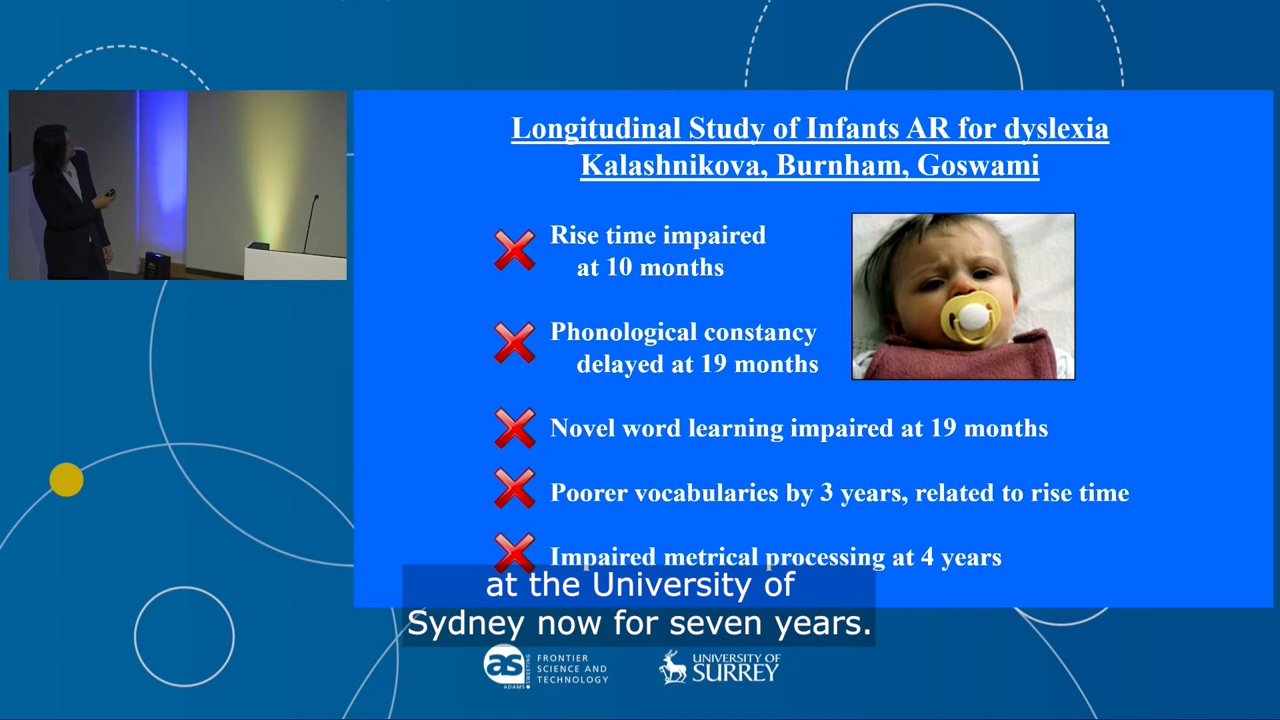 Longitudinal Study of Infants AR for dyslexia
Kalashnikova, Burnham, Goswami
Rise time impaired
at 10 months
Phonological constancy
delayed at 19 months
Novel word learning impaired at 19 months
Poorer vocabularies by 3 years, related to rise time
Impaired metrical processing at 4 years
at the University of
Sydney now for seven years.
as
ADAMS
SWEETING
FRONTIER
SCIENCE AND
TECHNOLOGY
UNIVERSITY OF
SURREY